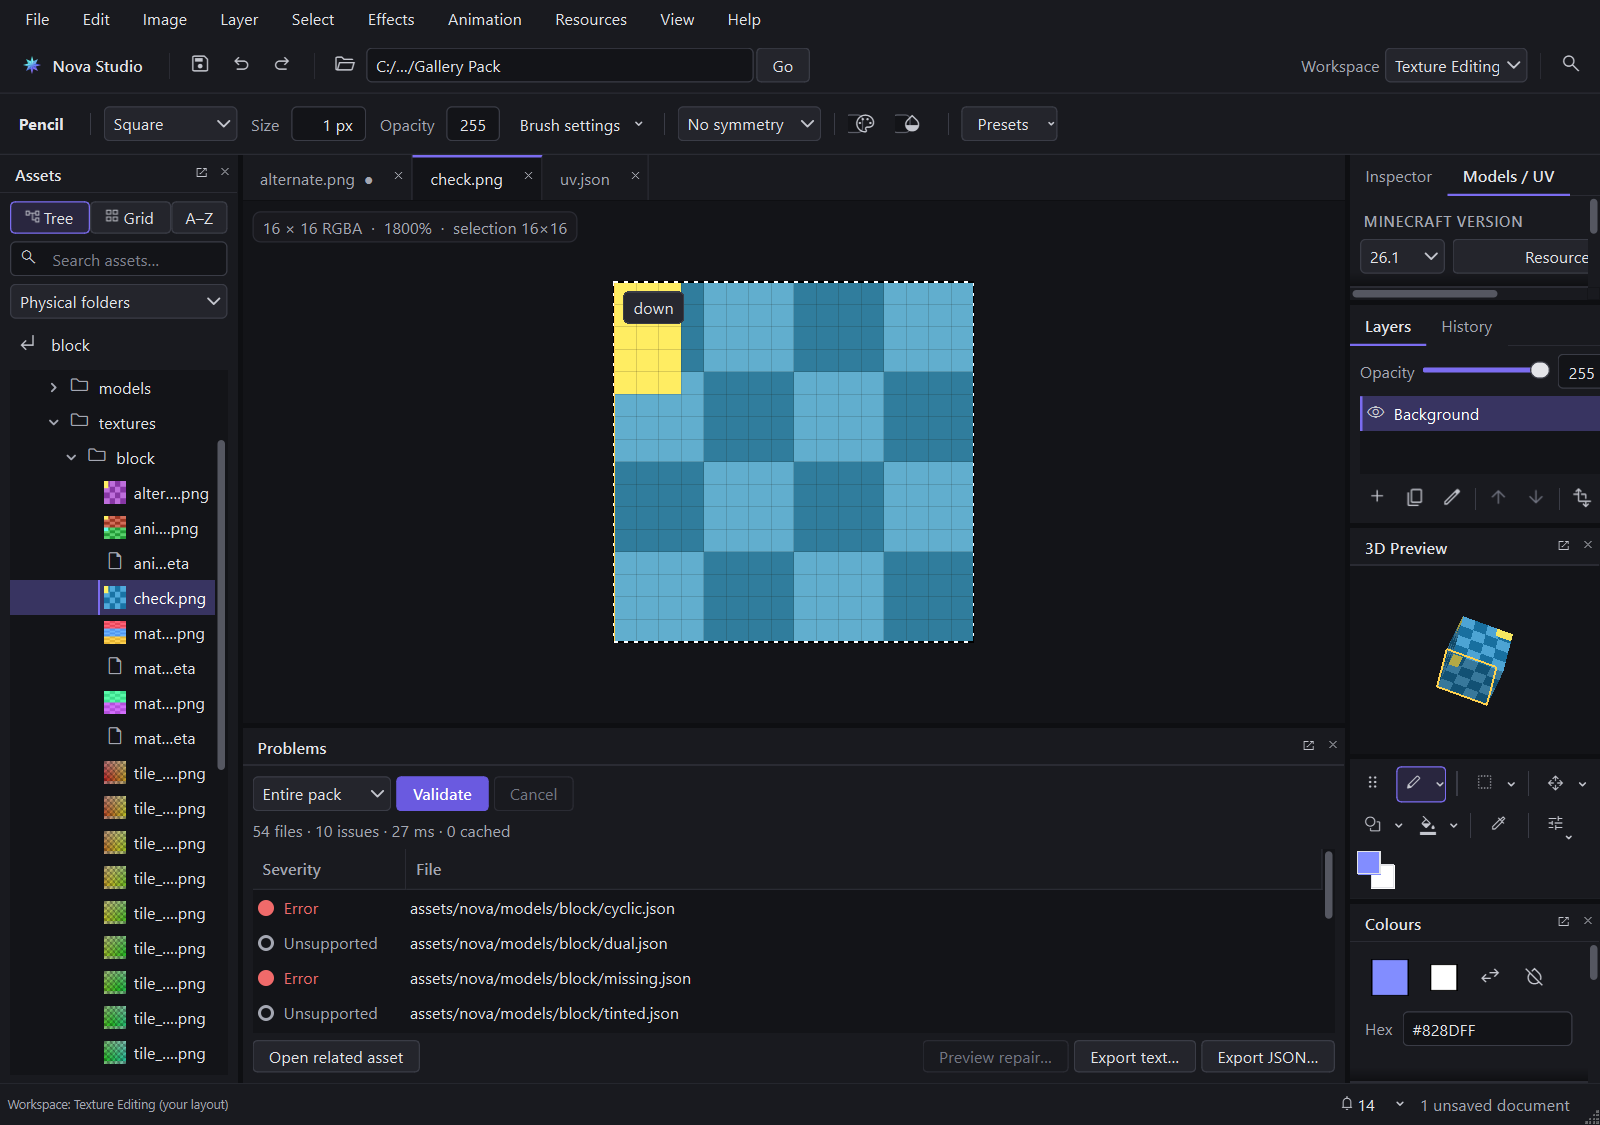 File Edit Image Layer Select Effects Animation Resources View Help
Nova Studio C:/.../Gallery Pack Go Workspace Texture Editing
Pencil Square Size 1 px Opacity 255 Brush settings No symmetry Presets
Assets
Tree Grid A–Z
Search assets...
Physical folders
block
models
textures
block
alter....png
ani....png
ani...eta
check.png
mat....png
mat...eta
mat....png
mat...eta
tile_....png
tile_....png
tile_....png
tile_....png
tile_....png
tile_....png
tile_....png
tile_....png
tile_....png
alternate.png check.png uv.json
16 × 16 RGBA · 1800% · selection 16×16
down
Problems
Entire pack Validate Cancel
54 files · 10 issues · 27 ms · 0 cached
Severity File
Error assets/nova/models/block/cyclic.json
Unsupported assets/nova/models/block/dual.json
Error assets/nova/models/block/missing.json
Unsupported assets/nova/models/block/tinted.json
Open related asset Preview repair... Export text... Export JSON...
Inspector Models / UV
MINECRAFT VERSION
26.1 Resource
Layers History
Opacity 255
Background
3D Preview
Colours
Hex #828DFF
Workspace: Texture Editing (your layout) 14 1 unsaved document